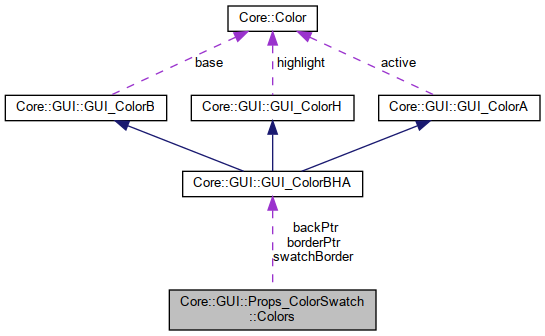 Core::Color
base
highlight
active
Core::GUI::GUI_ColorB
Core::GUI::GUI_ColorH
Core::GUI::GUI_ColorA
Core::GUI::GUI_ColorBHA
backPtr
borderPtr
swatchBorder
Core::GUI::Props_ColorSwatch
::Colors